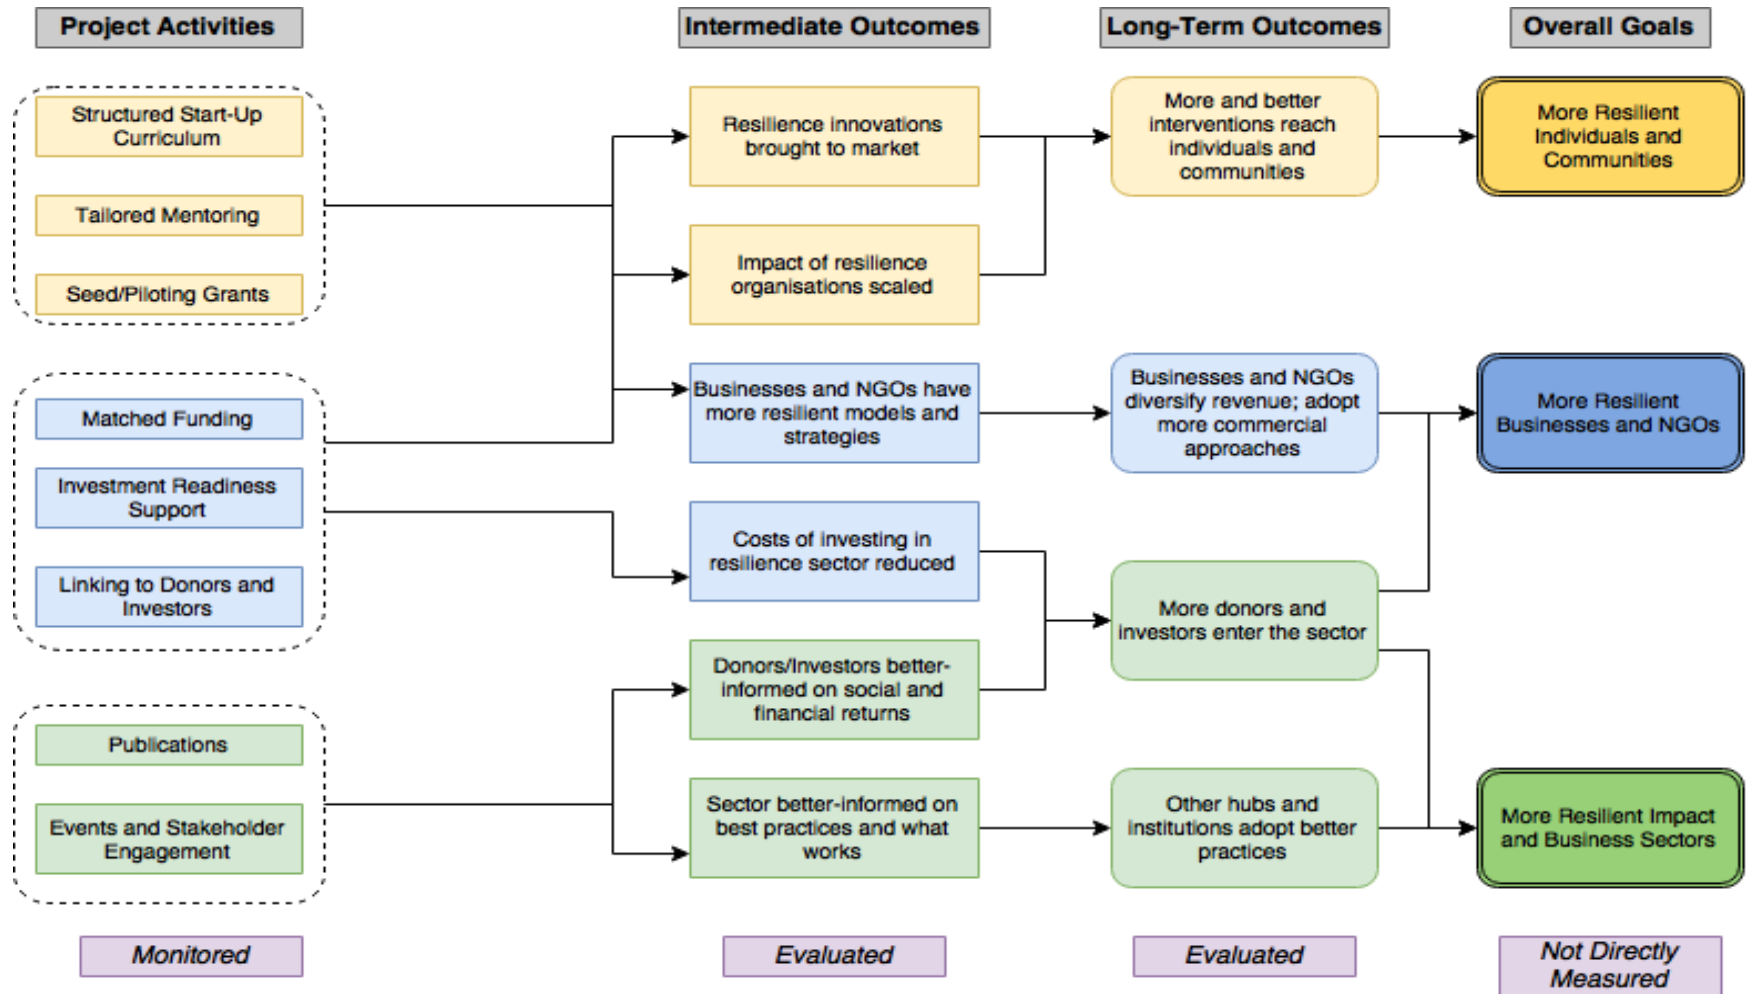 Project Activities
Intermediate Outcomes
Long-Term Outcomes
Overall Goals
Structured Start-Up
Curriculum
Tailored Mentoring
Seed/Piloting Grants
Matched Funding
Investment Readiness
Support
Linking to Donors and
Investors
Publications
Events and Stakeholder
Engagement
Monitored
Resilience innovations
brought to market
Impact of resilience
organisations scaled
Businesses and NGOs have
more resilient models and
strategies
Costs of investing in
resilience sector reduced
Donors/Investors better-
informed on social and
financial returns
Sector better-informed on
best practices and what
works
Evaluated
More and better
interventions reach
individuals and
communities
Businesses and NGOs
diversify revenue; adopt
more commercial
approaches
More donors and
investors enter the sector
Other hubs and
institutions adopt better
practices
Evaluated
More Resilient
Individuals and
Communities
More Resilient
Businesses and NGOs
More Resilient Impact
and Business Sectors
Not Directly
Measured